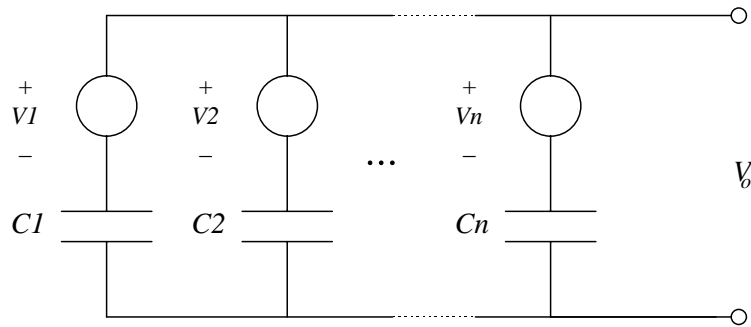 + + +
V1 V2 Vn
− − −
...
Vo
C1 C2 Cn